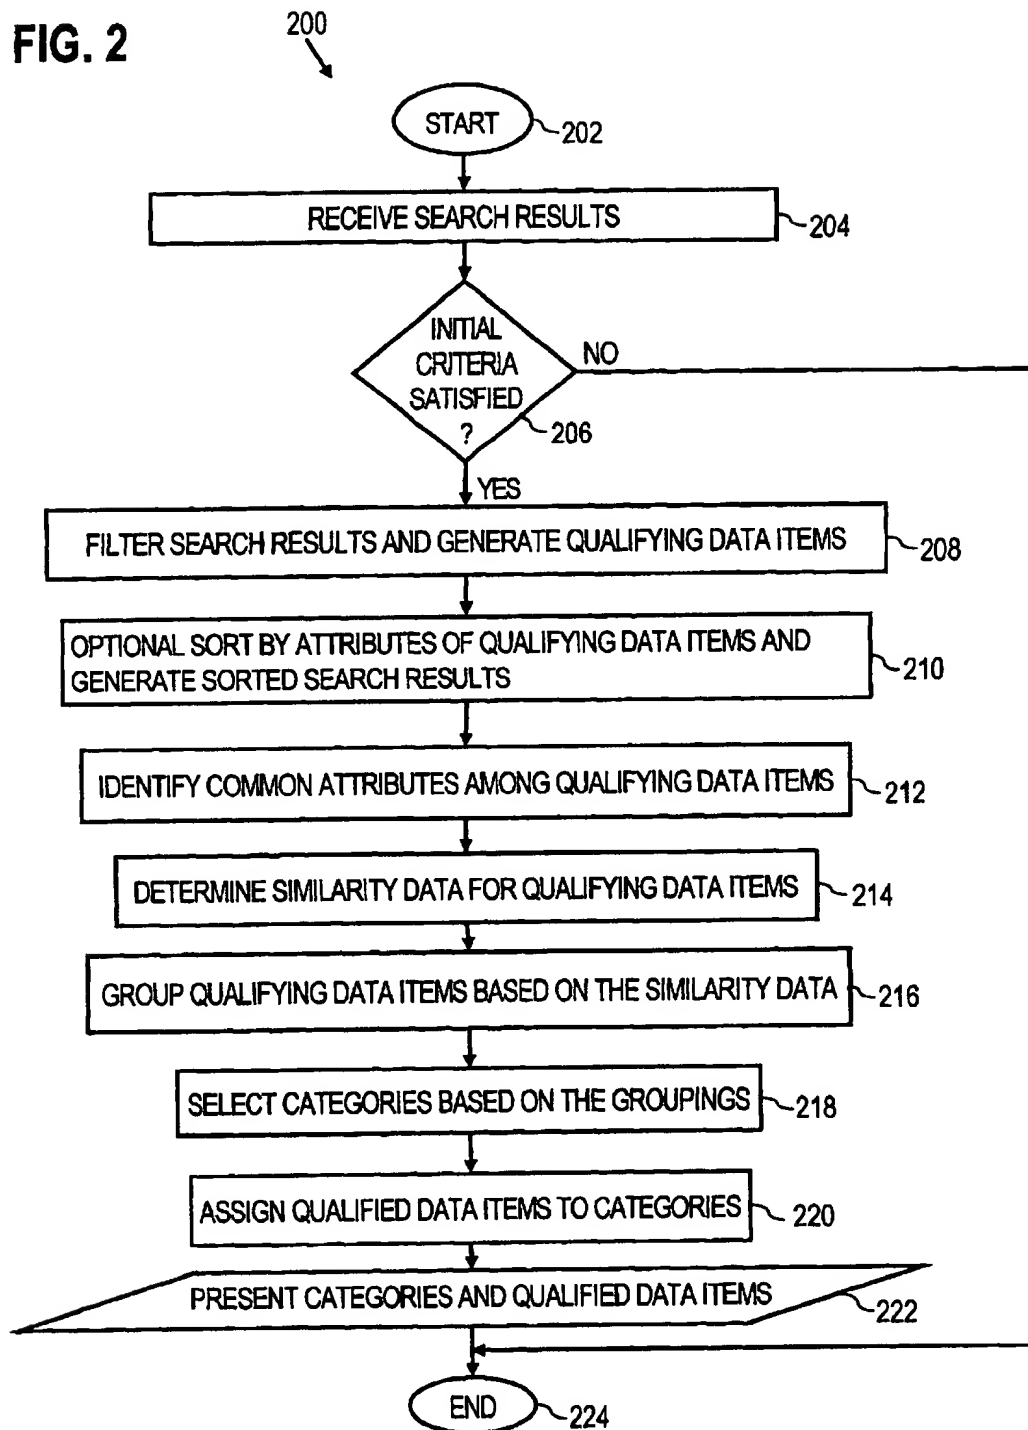 FIG. 2
200
START
202
RECEIVE SEARCH RESULTS
204
INITIAL
CRITERIA
SATISFIED
?
206
NO
YES
FILTER SEARCH RESULTS AND GENERATE QUALIFYING DATA ITEMS
208
OPTIONAL SORT BY ATTRIBUTES OF QUALIFYING DATA ITEMS AND
GENERATE SORTED SEARCH RESULTS
210
IDENTIFY COMMON ATTRIBUTES AMONG QUALIFYING DATA ITEMS
212
DETERMINE SIMILARITY DATA FOR QUALIFYING DATA ITEMS
214
GROUP QUALIFYING DATA ITEMS BASED ON THE SIMILARITY DATA
216
SELECT CATEGORIES BASED ON THE GROUPINGS
218
ASSIGN QUALIFIED DATA ITEMS TO CATEGORIES
220
PRESENT CATEGORIES AND QUALIFIED DATA ITEMS
222
END
224